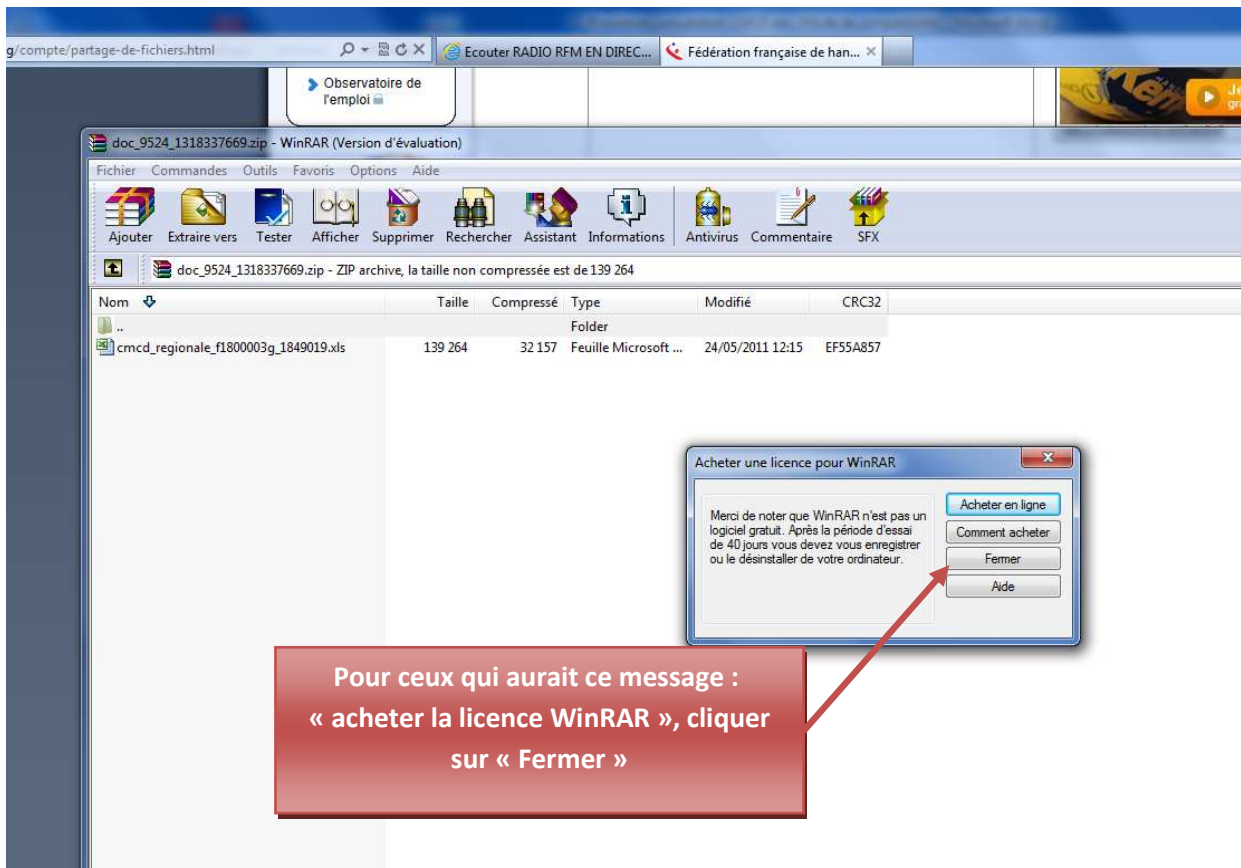 g/compte/partage-de-fichiers.html
Ecouter RADIO RFM EN DIREC...
Fédération française de han...
Observatoire de
l'emploi
doc_9524_1318337669.zip - WinRAR (Version d'évaluation)
Fichier Commandes Outils Favoris Options Aide
Ajouter Extraire vers Tester Afficher Supprimer Rechercher Assistant Informations Antivirus Commentaire SFX
doc_9524_1318337669.zip - ZIP archive, la taille non compressée est de 139 264
Nom Taille Compressé Type Modifié CRC32
.. Folder
cmcd_regionale_f1800003g_1849019.xls 139 264 32 157 Feuille Microsoft ... 24/05/2011 12:15 EF55A857
Acheter une licence pour WinRAR
Merci de noter que WinRAR n'est pas un
logiciel gratuit. Après la période d'essai
de 40 jours vous devez vous enregistrer
ou le désinstaller de votre ordinateur.
Acheter en ligne
Comment acheter
Fermer
Aide
Pour ceux qui aurait ce message :
« acheter la licence WinRAR », cliquer
sur « Fermer »